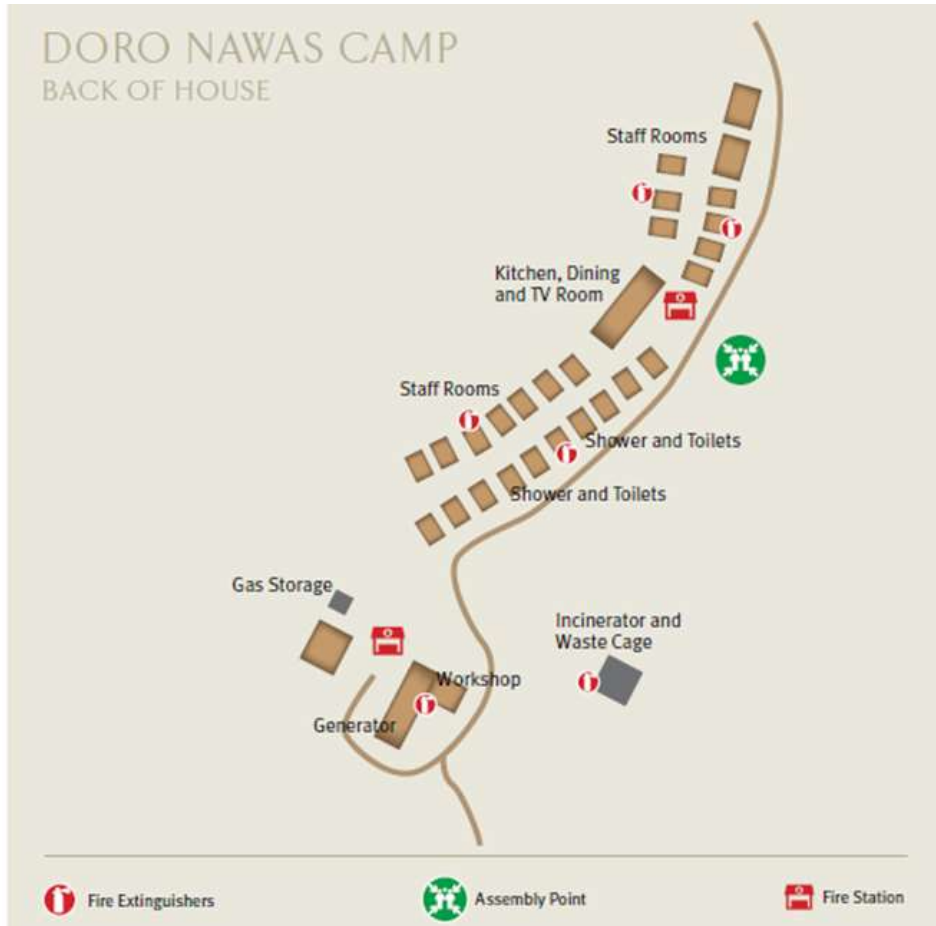 DORO NAWAS CAMP
BACK OF HOUSE
Staff Rooms
Kitchen, Dining
and TV Room
Staff Rooms
Shower and Toilets
Shower and Toilets
Gas Storage
Incinerator and
Waste Cage
Workshop
Generator
Fire Extinguishers
Assembly Point
Fire Station